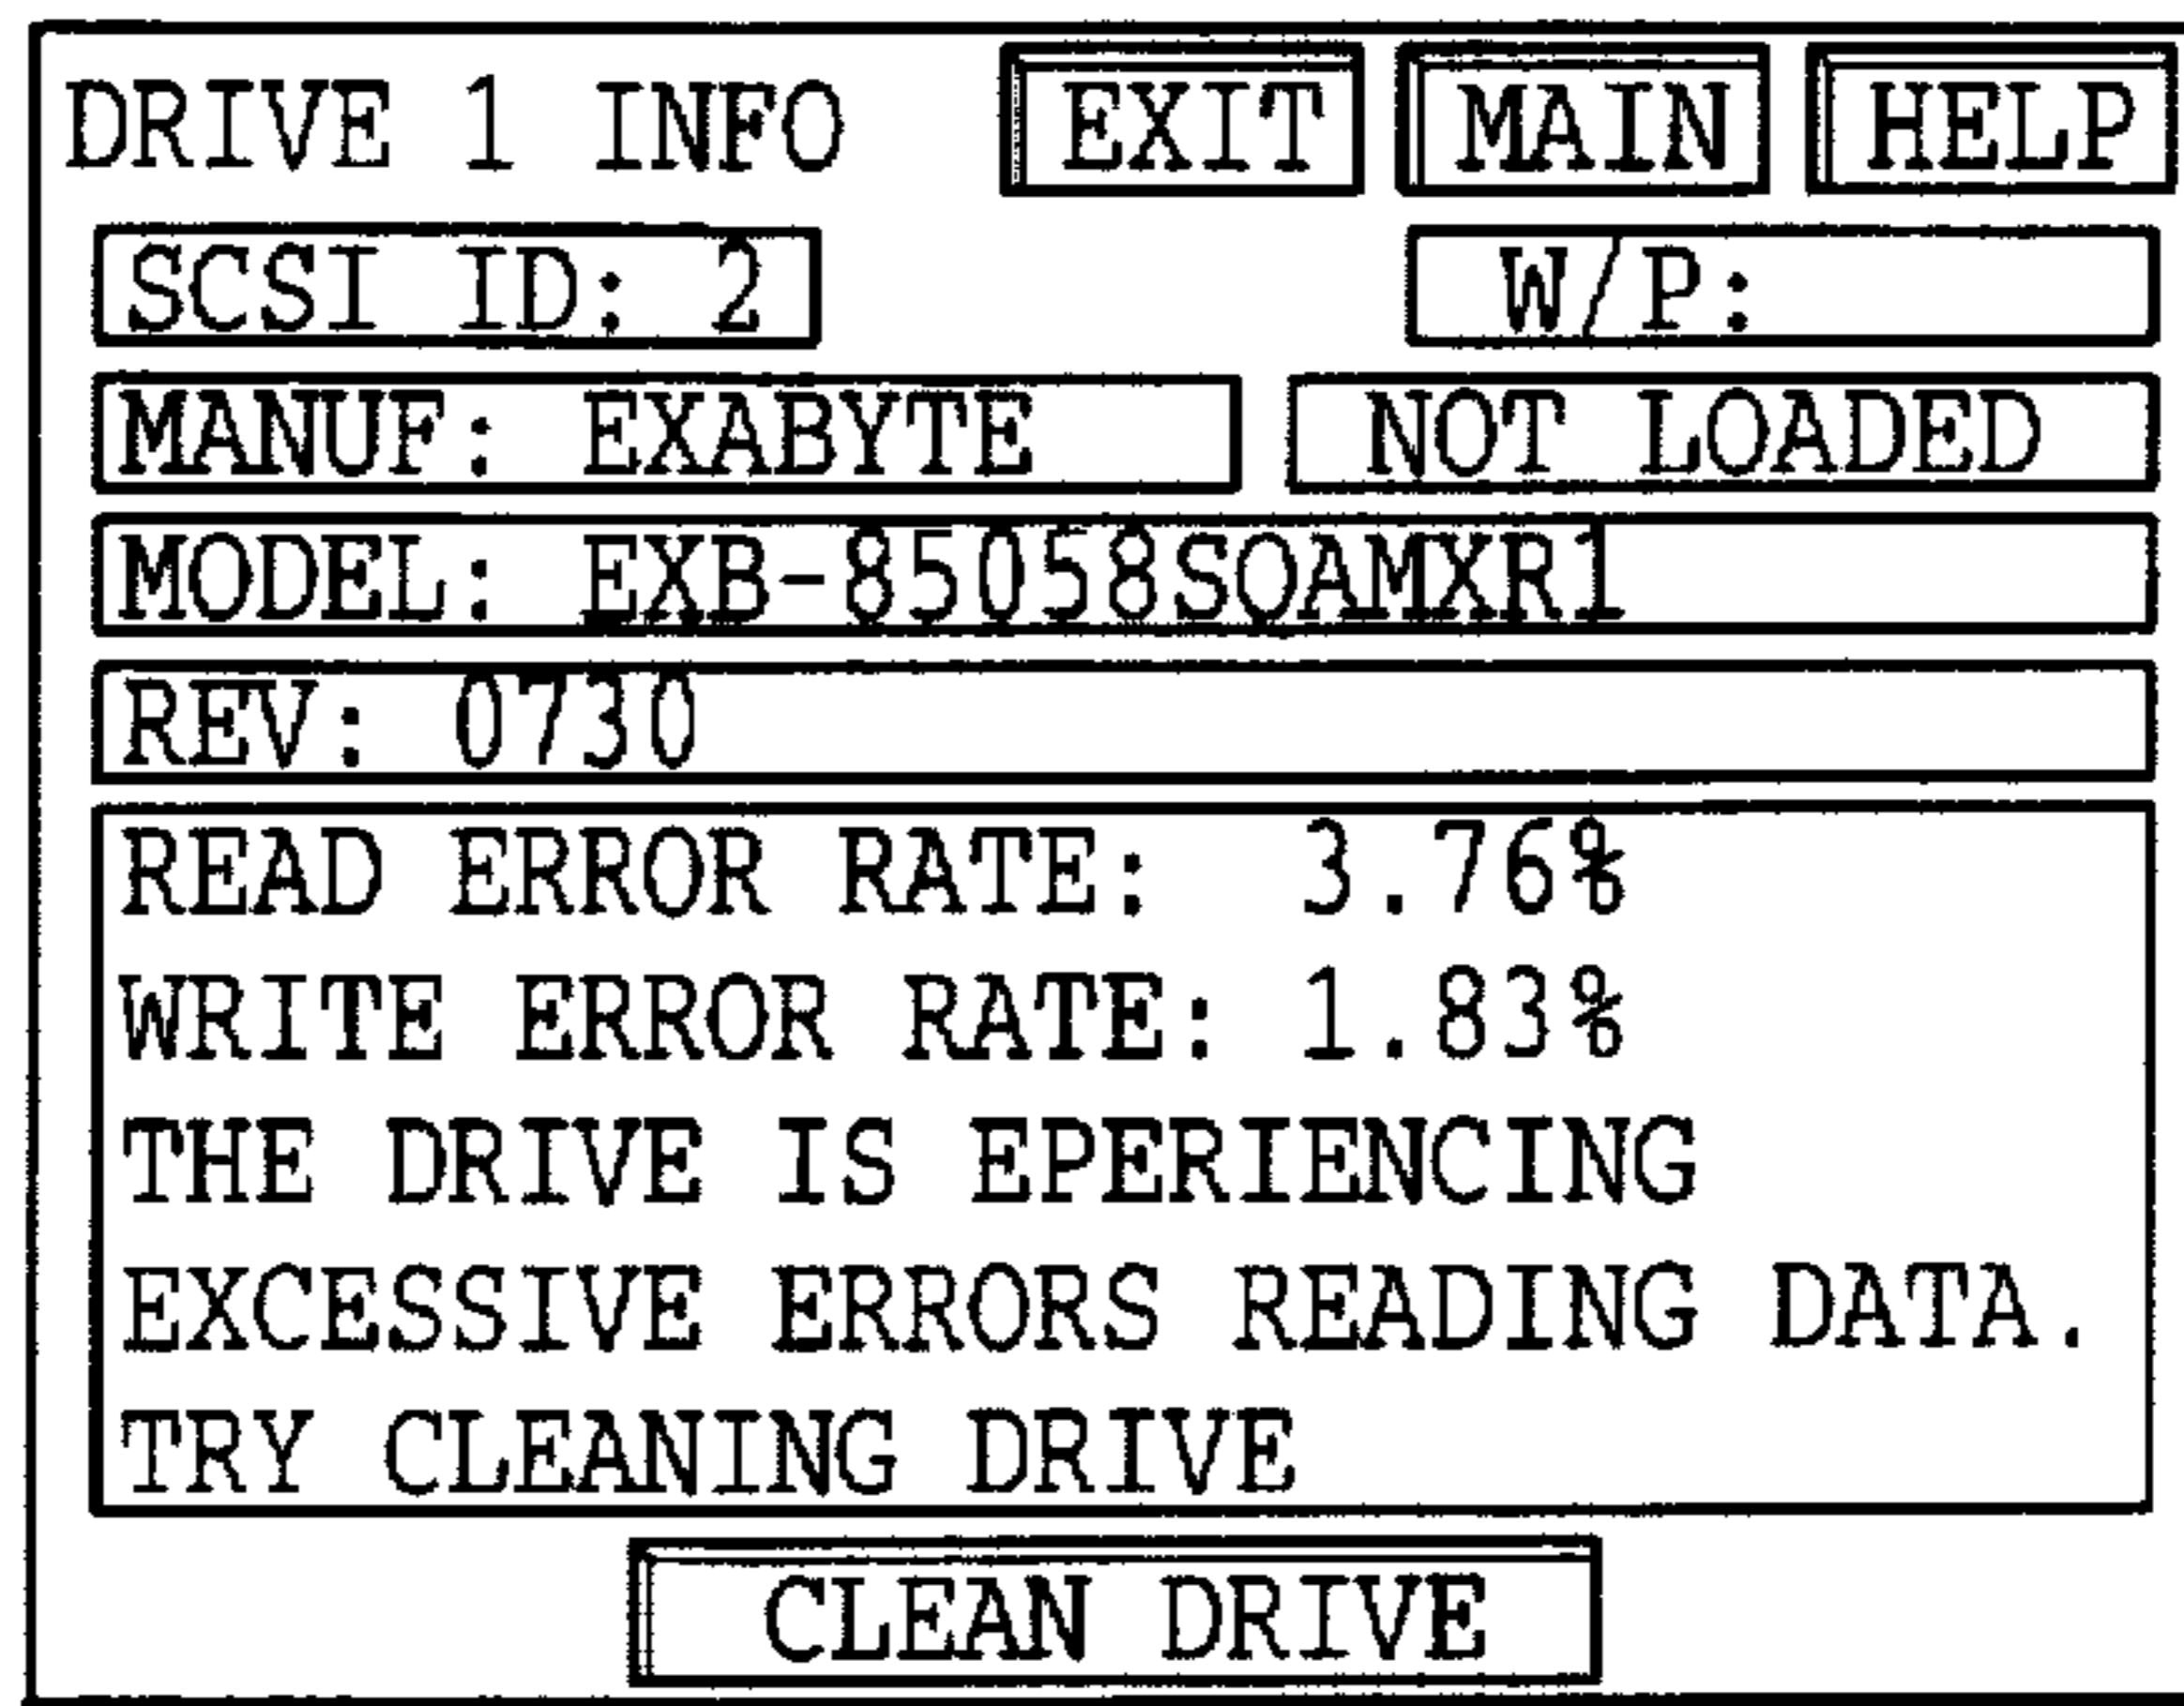 DRIVE 1 INFO EXIT MAIN HELP
SCSI ID: 2 W/P:
MANUF: EXABYTE NOT LOADED
MODEL: EXB-85058SOAMXR1
REV: 0730
READ ERROR RATE: 3.76%
WRITE ERROR RATE: 1.83%
THE DRIVE IS EPERIENCING
EXCESSIVE ERRORS READING DATA.
TRY CLEANING DRIVE
CLEAN DRIVE